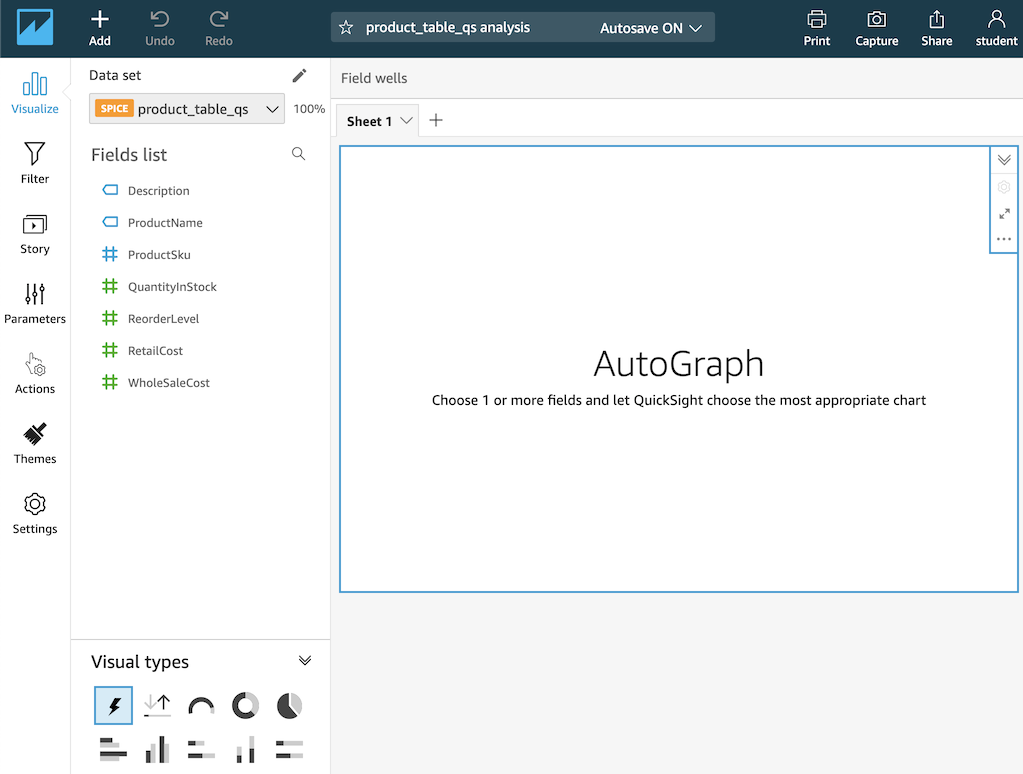 Add
Undo
Redo
product_table_qs analysis
Autosave ON
Print
Capture
Share
student
Visualize
Filter
Story
Parameters
Actions
Themes
Settings
Data set
SPICE product_table_qs 100%
Fields list
Description
ProductName
ProductSku
QuantityInStock
ReorderLevel
RetailCost
WholeSaleCost
Visual types
Field wells
Sheet 1
AutoGraph
Choose 1 or more fields and let QuickSight choose the most appropriate chart